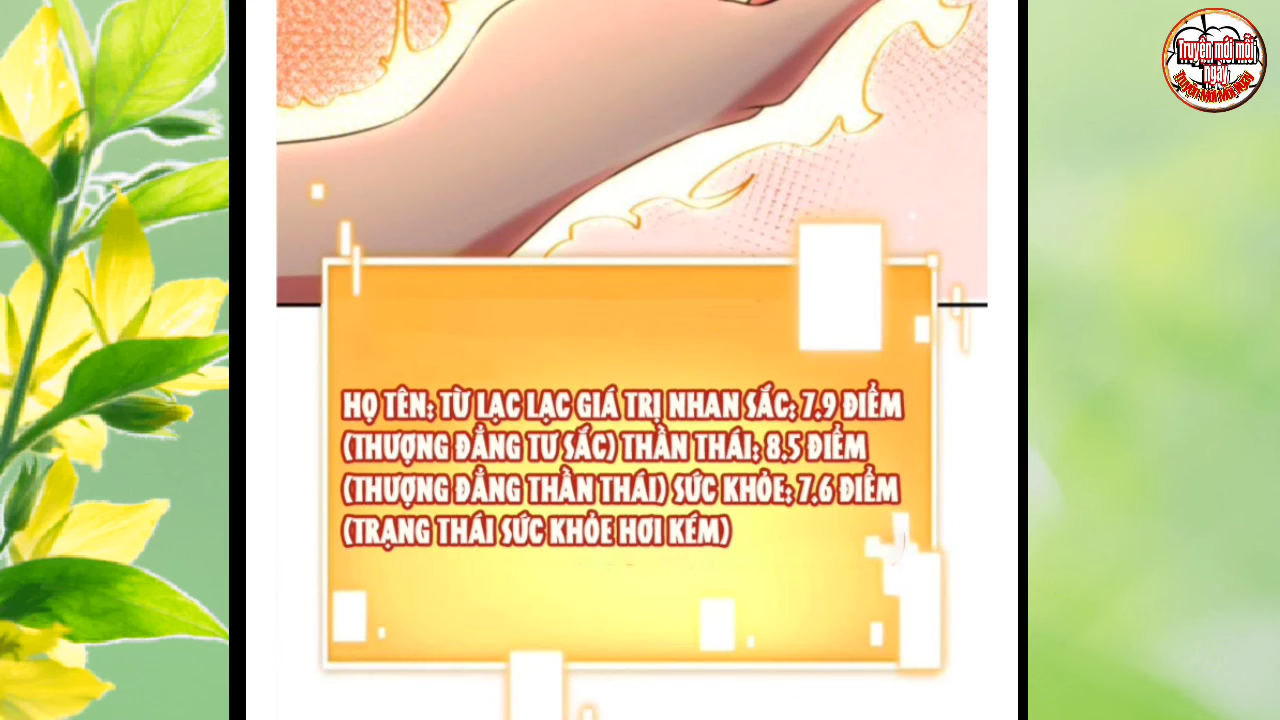 Truyện mới mỗi
ngày
HỌ TÊN: TỪ LẠC LẠC GIÁ TRỊ NHAN SẮC: 7.9 ĐIỂM
(THƯỢNG ĐẲNG TƯ SẮC) THẦN THÁI: 8.5 ĐIỂM
(THƯỢNG ĐẲNG THẦN THÁI) SỨC KHỎE: 7.6 ĐIỂM
(TRẠNG THÁI SỨC KHỎE HƠI KÉM)